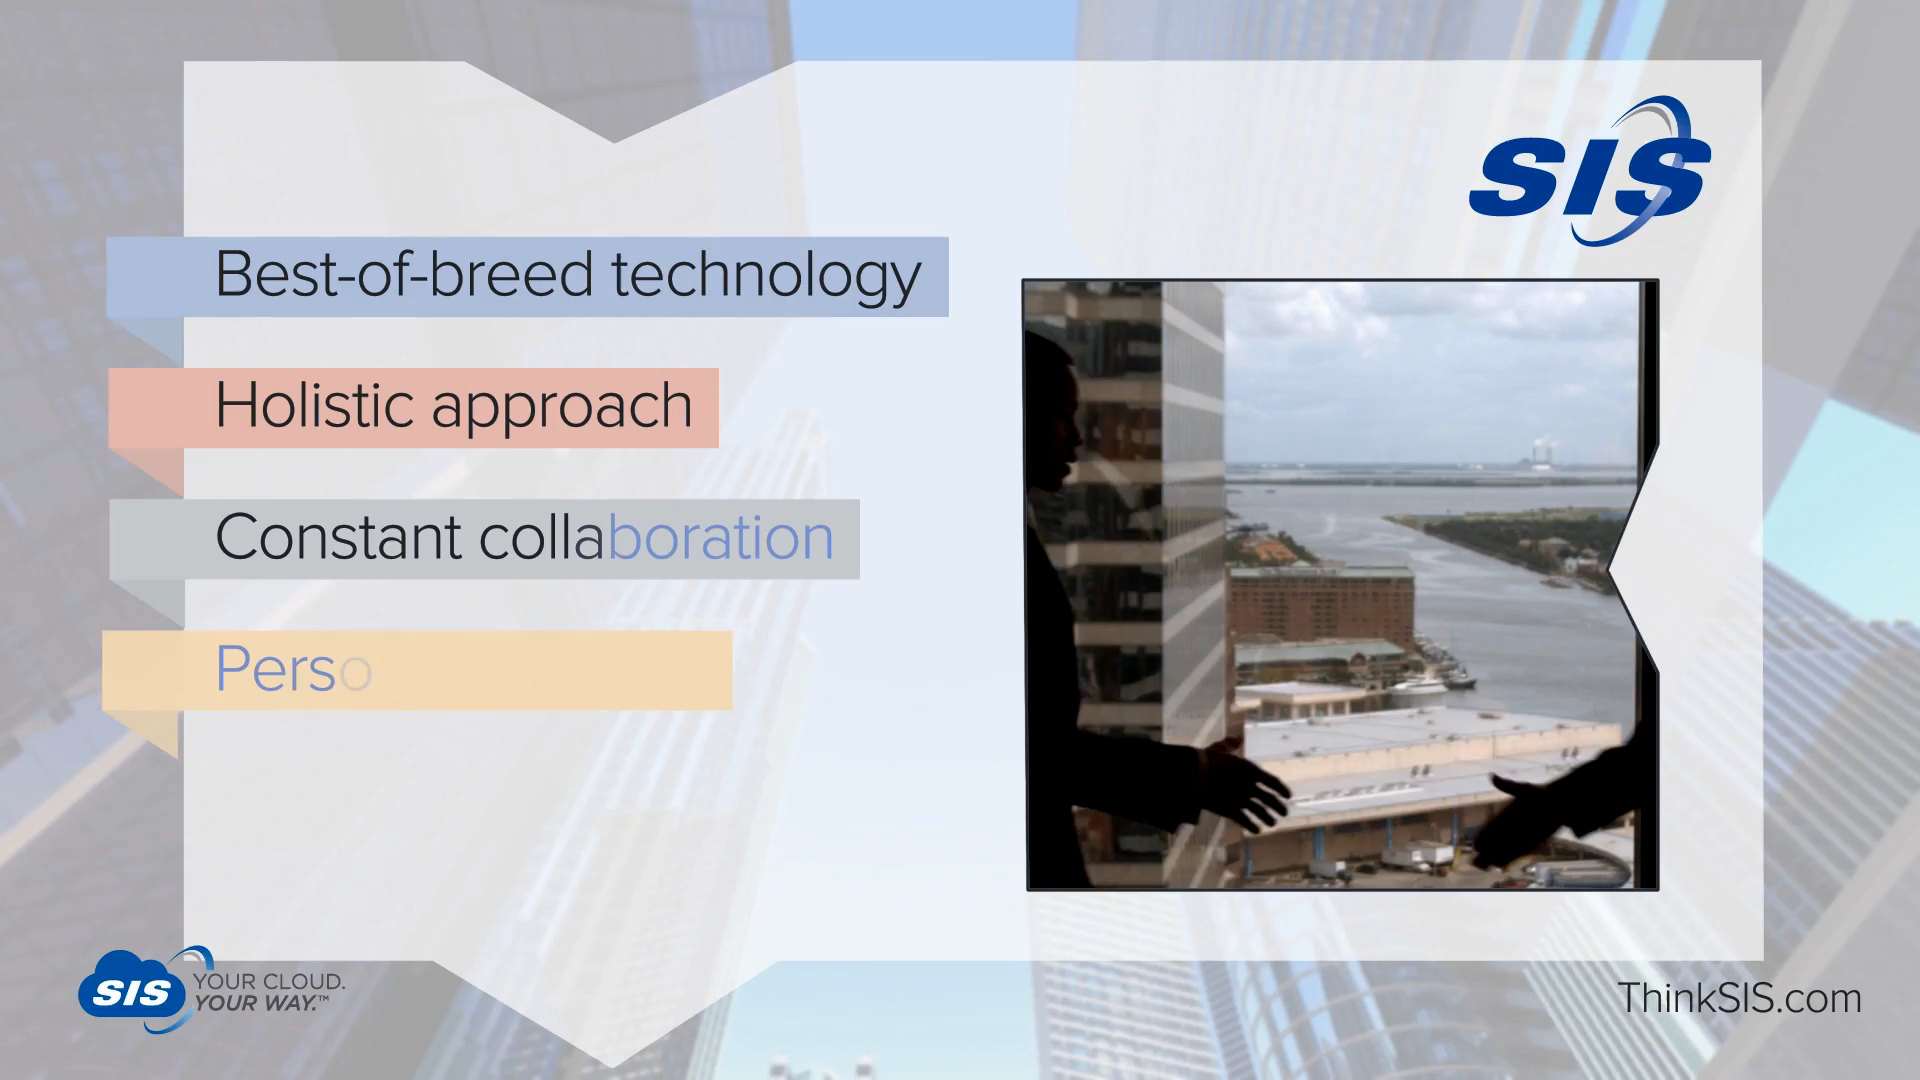 SIS
Best-of-breed technology
Holistic approach
Constant collaboration
Perso
SIS YOUR CLOUD.
YOUR WAY.™
ThinkSIS.com